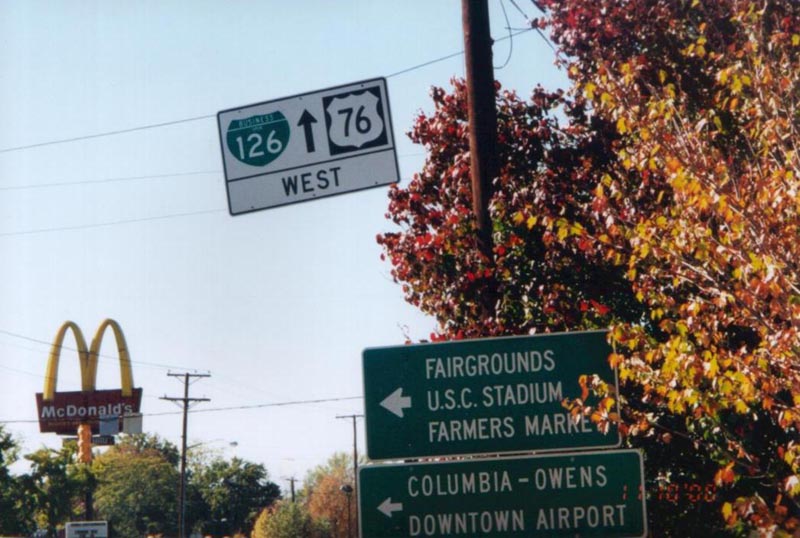 BUSINESS
126
76
WEST
McDonald's
FAIRGROUNDS
U.S.C. STADIUM
FARMERS MARKE
COLUMBIA-OWENS
DOWNTOWN AIRPORT